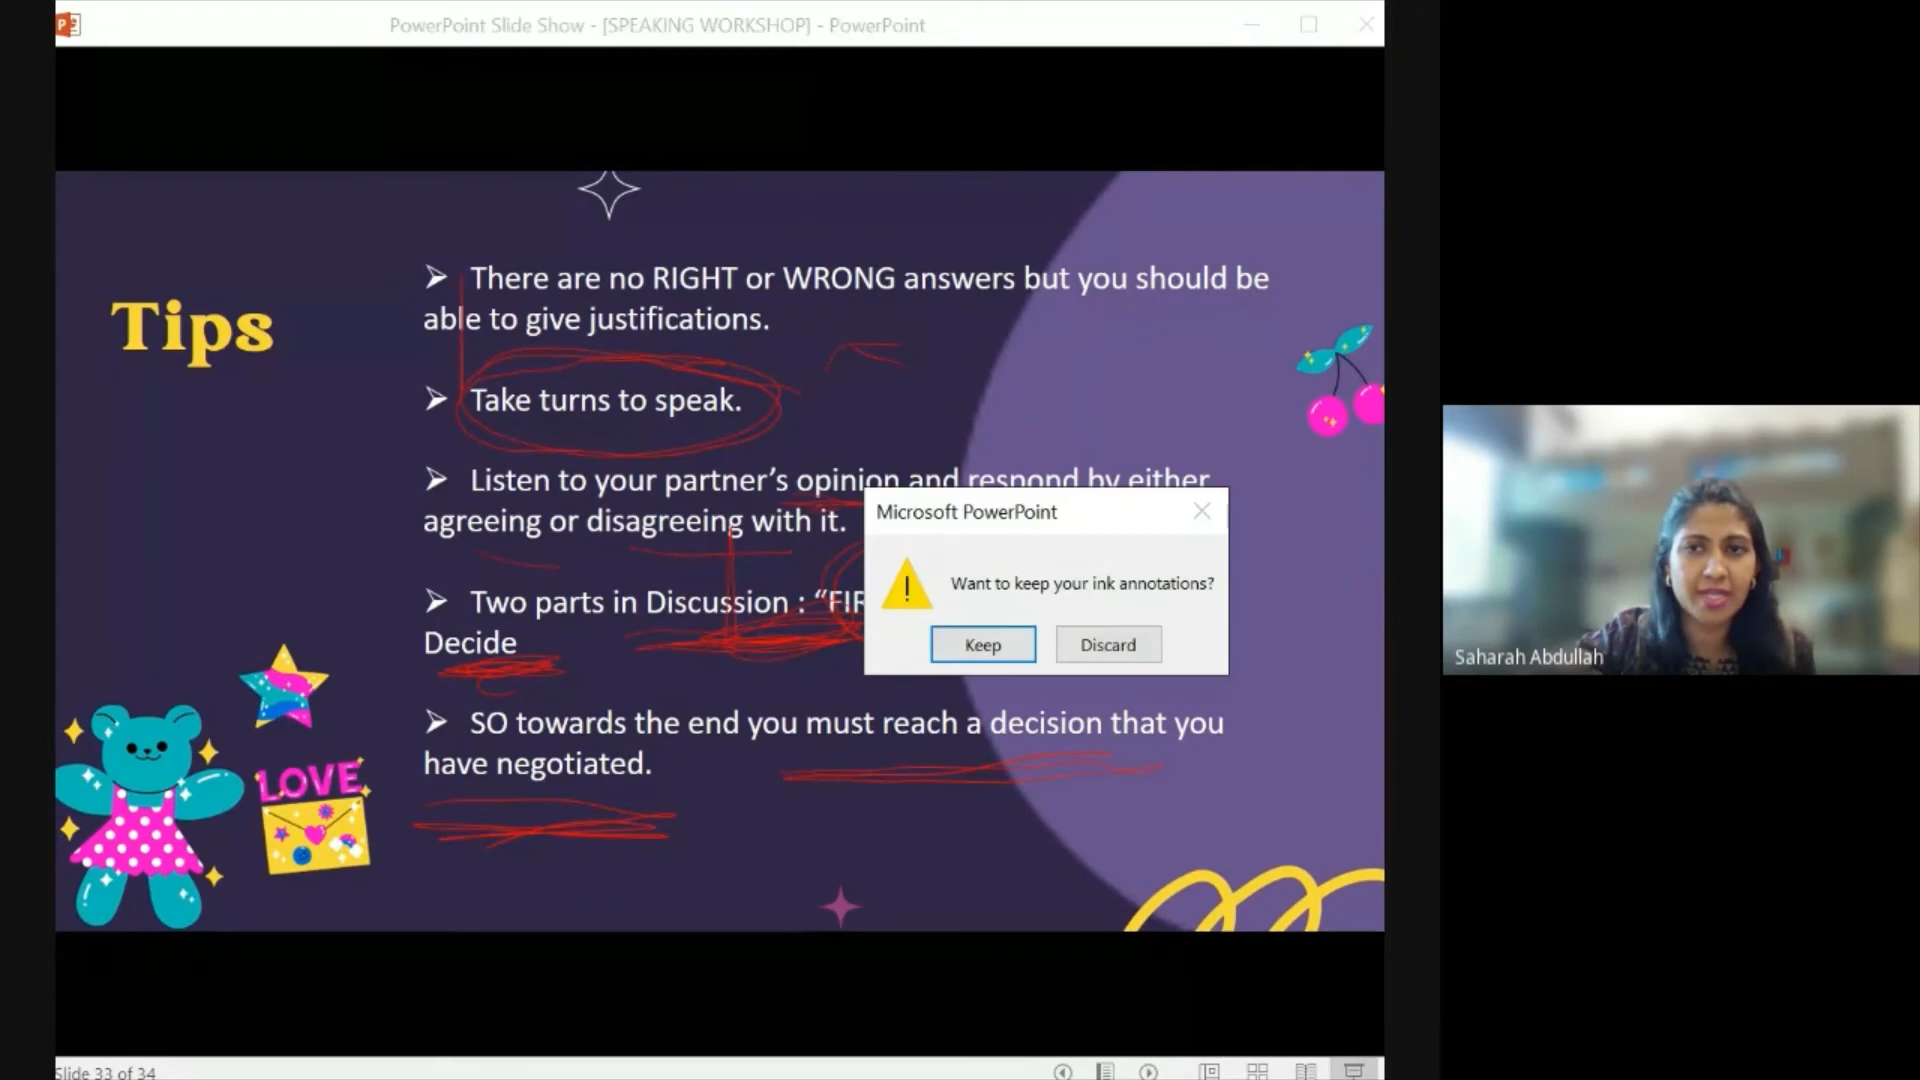 PowerPoint Slide Show - [SPEAKING WORKSHOP] - PowerPoint
Tips
➢ There are no RIGHT or WRONG answers but you should be
able to give justifications.
➢ Take turns to speak.
➢ Listen to your partner’s opinion and respond by either
agreeing or disagreeing with it.
➢ Two parts in Discussion : “FIR
Decide
➢ SO towards the end you must reach a decision that you
have negotiated.
LOVE
Microsoft PowerPoint
Want to keep your ink annotations?
Keep Discard
Saharah Abdullah
Slide 33 of 34